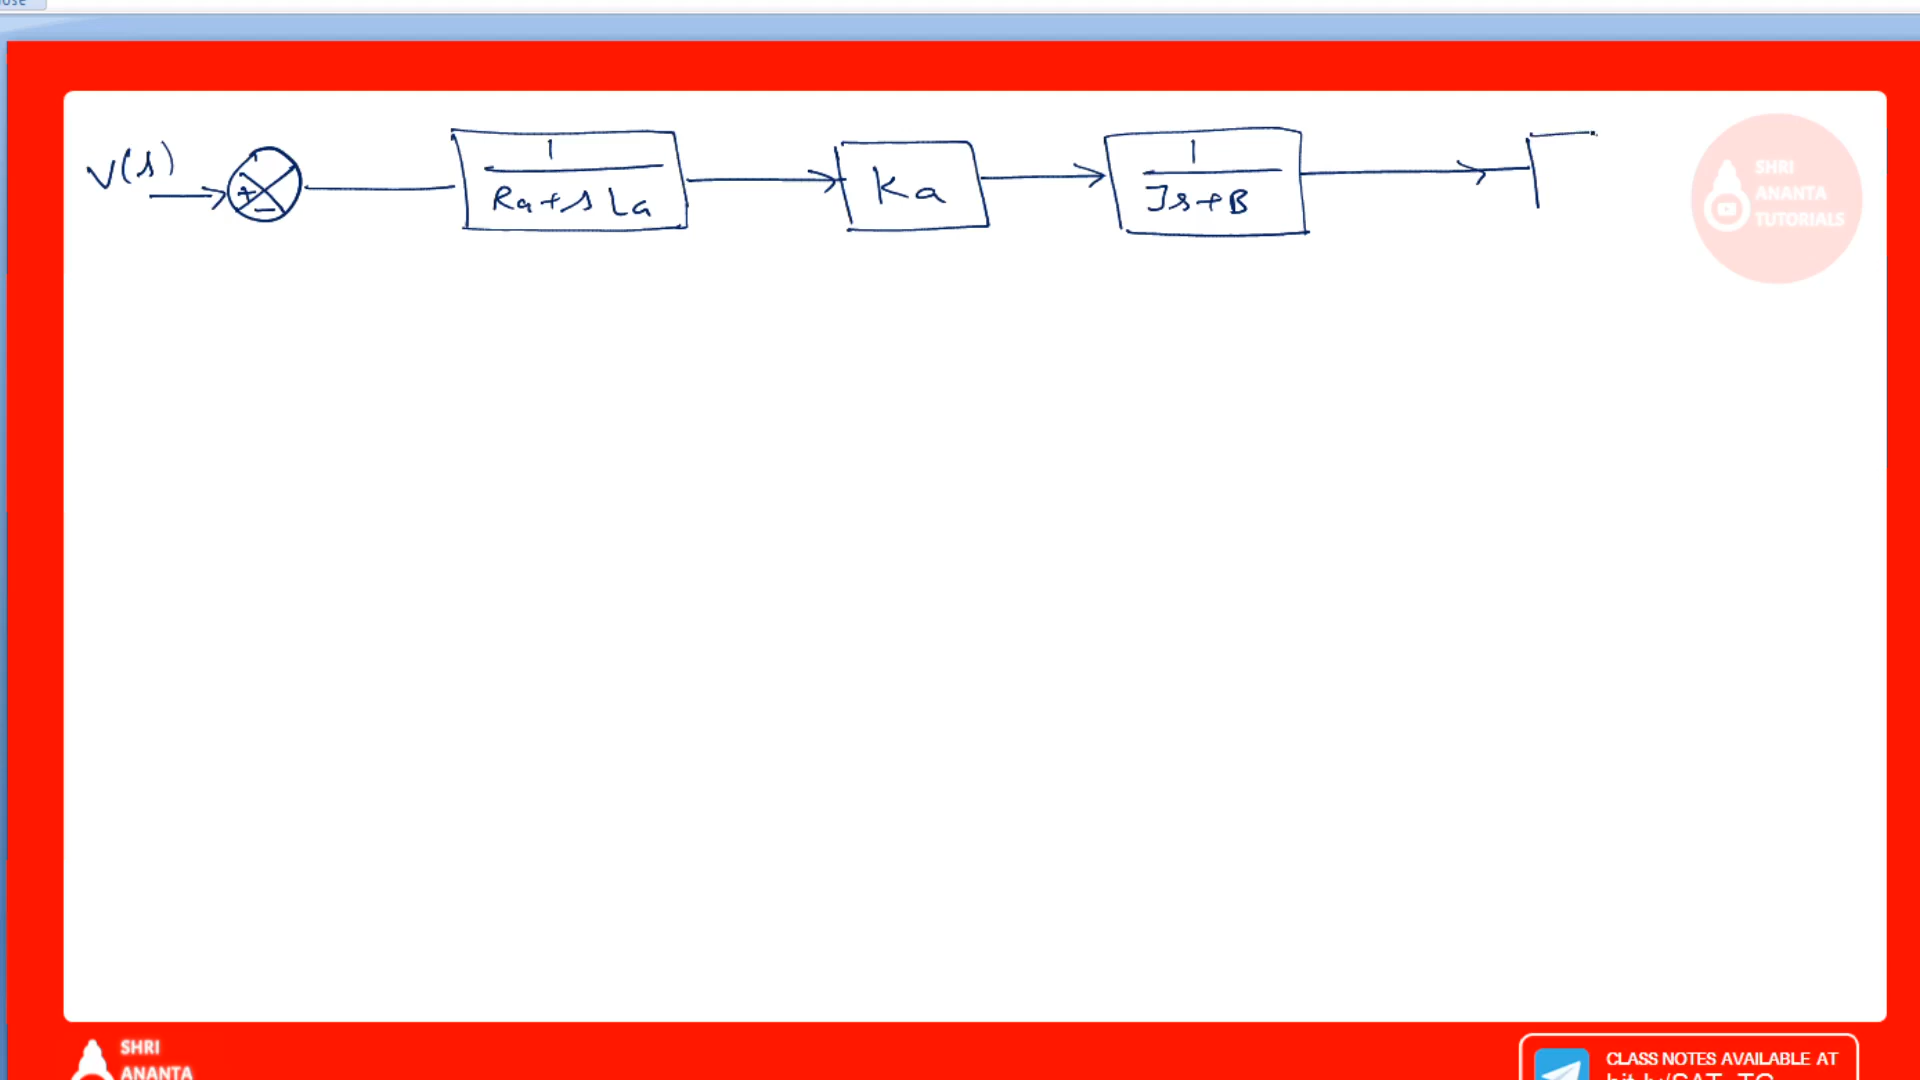 V(s)
+
-
1
Ra+sLa
Ka
1
Js+B
SHRI
ANANTA
TUTORIALS
SHRI
ANANTA
CLASS NOTES AVAILABLE AT